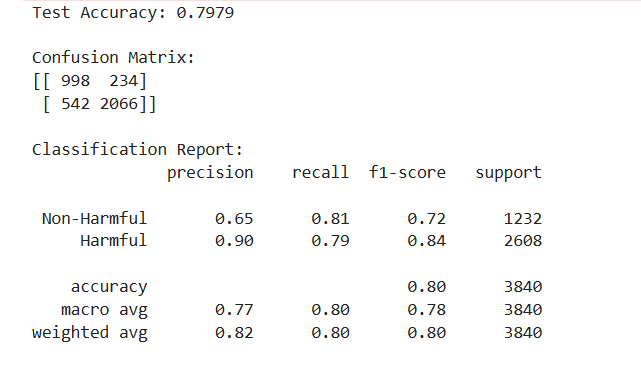 Test Accuracy: 0.7979
Confusion Matrix:
[[ 998  234]
 [ 542 2066]]
Classification Report:
              precision    recall  f1-score   support
 Non-Harmful       0.65      0.81      0.72      1232
     Harmful       0.90      0.79      0.84      2608
    accuracy                           0.80      3840
   macro avg       0.77      0.80      0.78      3840
weighted avg       0.82      0.80      0.80      3840